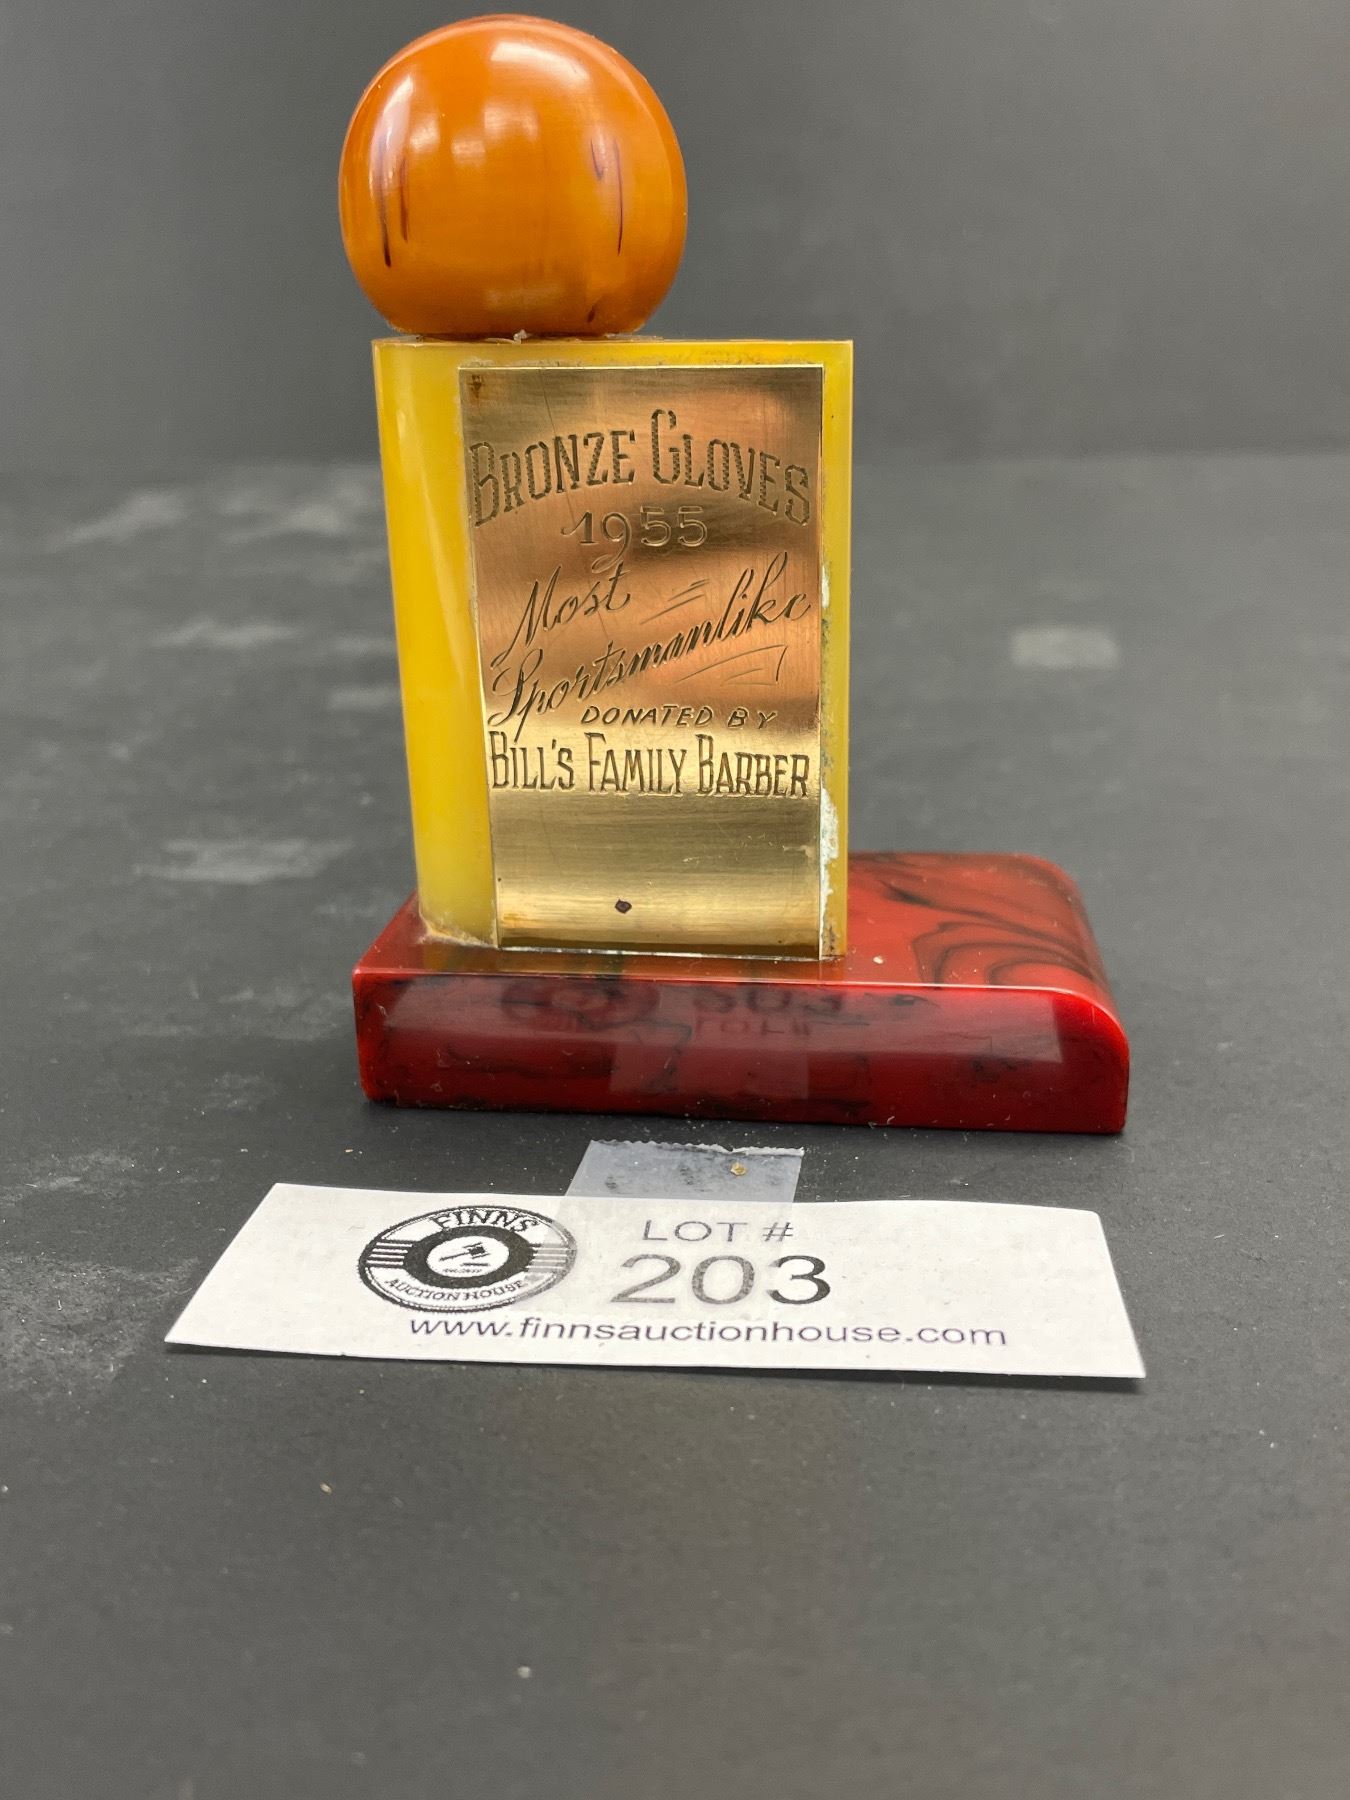 BRONZE GLOVES
1955
Most
Sportsmanlike
DONATED BY
BILL'S FAMILY BARBER
FINNS
AUCTION HOUSE
LOT #
203
www.finnsauctionhouse.com